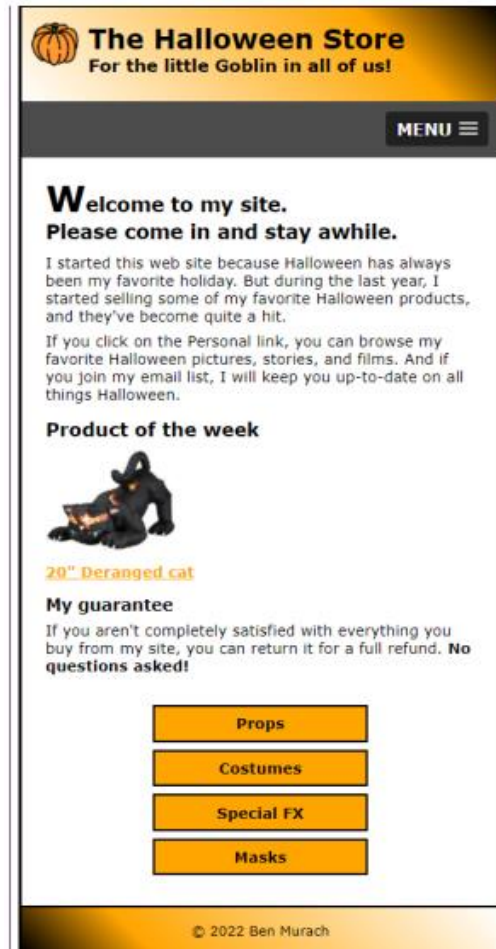 The Halloween Store
For the little Goblin in all of us!
MENU
Welcome to my site.
Please come in and stay awhile.
I started this web site because Halloween has always
been my favorite holiday. But during the last year, I
started selling some of my favorite Halloween products,
and they've become quite a hit.
If you click on the Personal link, you can browse my
favorite Halloween pictures, stories, and films. And if
you join my email list, I will keep you up-to-date on all
things Halloween.
Product of the week
20" Deranged cat
My guarantee
If you aren't completely satisfied with everything you
buy from my site, you can return it for a full refund. No
questions asked!
Props
Costumes
Special FX
Masks
© 2022 Ben Murach